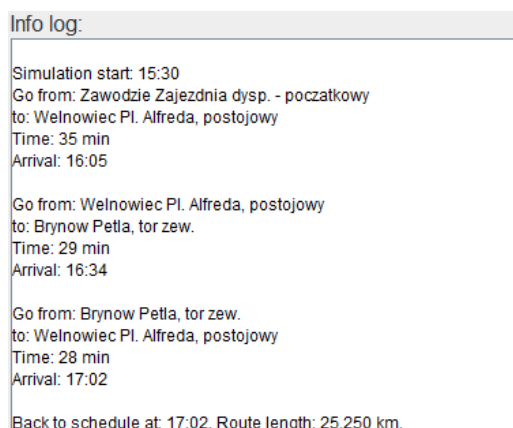 Info log:
Simulation start: 15:30
Go from: Zawodzie Zajezdnia dysp. - poczatkowy
to: Welnowiec Pl. Alfreda, postojowy
Time: 35 min
Arrival: 16:05
Go from: Welnowiec Pl. Alfreda, postojowy
to: Brynow Petla, tor zew.
Time: 29 min
Arrival: 16:34
Go from: Brynow Petla, tor zew.
to: Welnowiec Pl. Alfreda, postojowy
Time: 28 min
Arrival: 17:02
Back to schedule at: 17:02. Route length: 25,250 km.